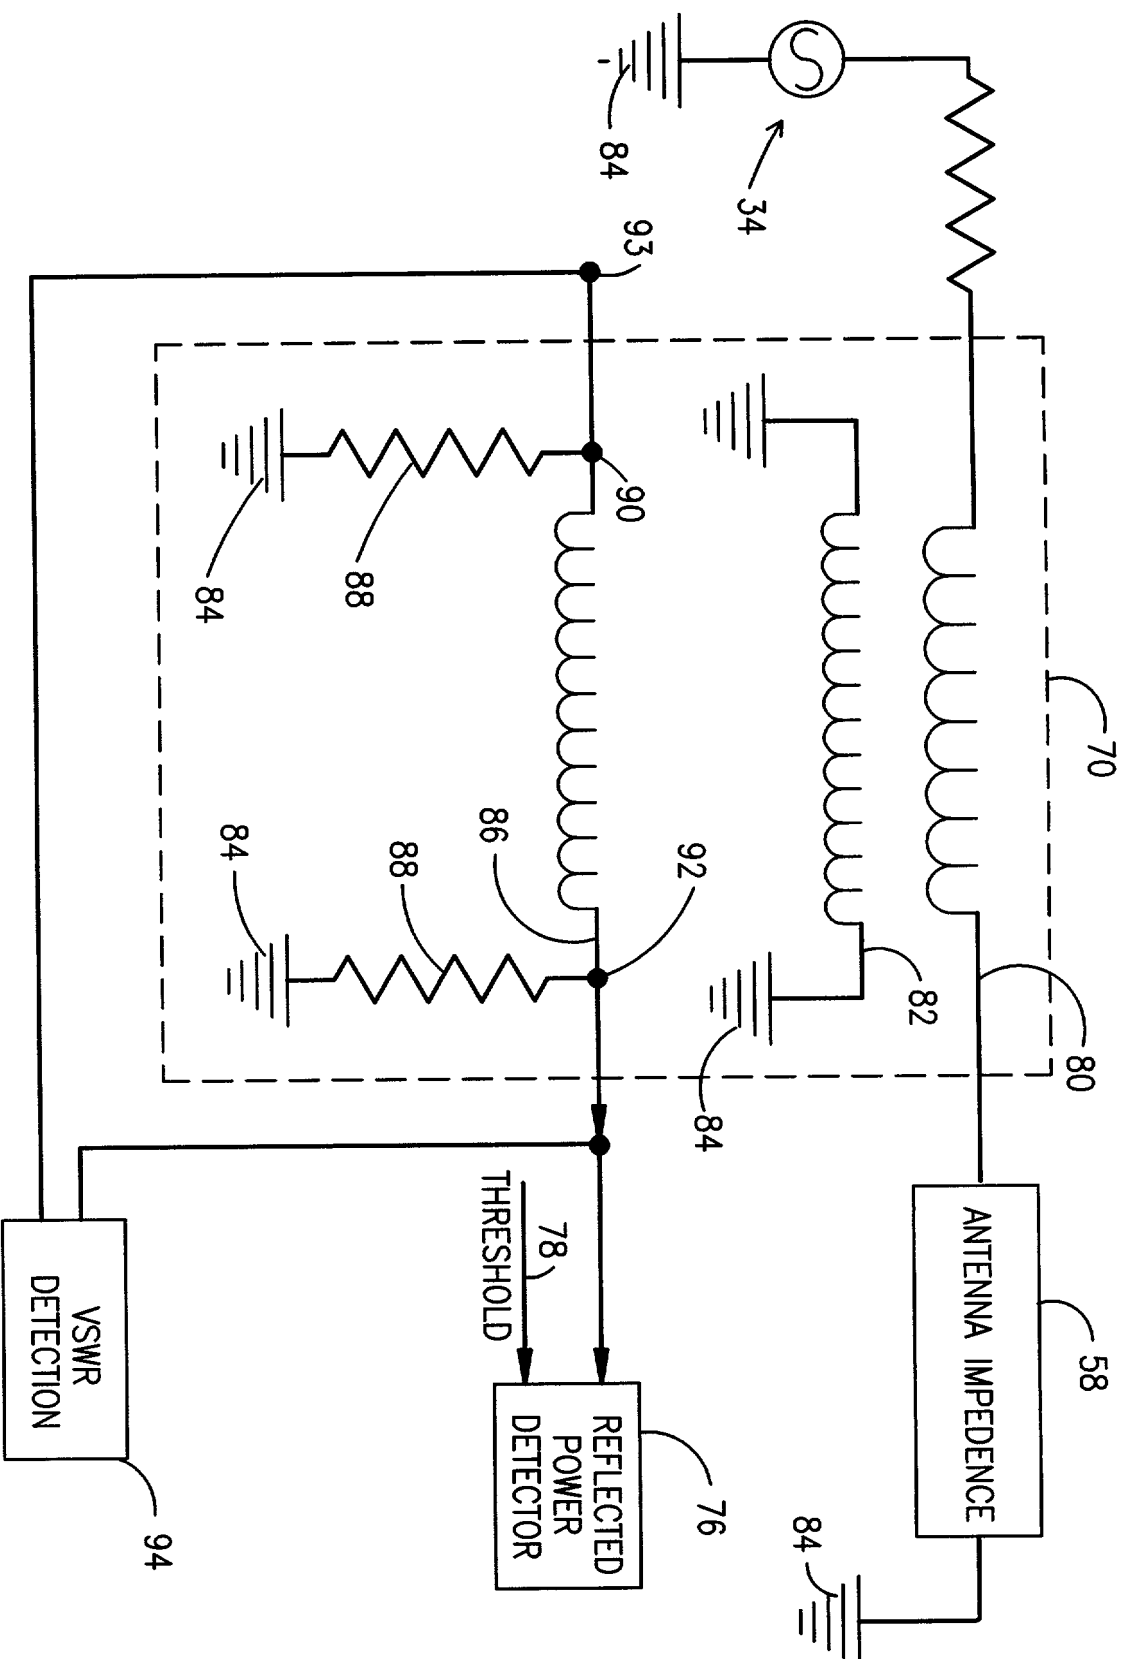 70
58
80
ANTENNA IMPEDENCE
82
84
34
84
76
92
93
90
84
REFLECTED
POWER
DETECTOR
78
THRESHOLD
86
88
88
84
84
94
VSWR
DETECTION